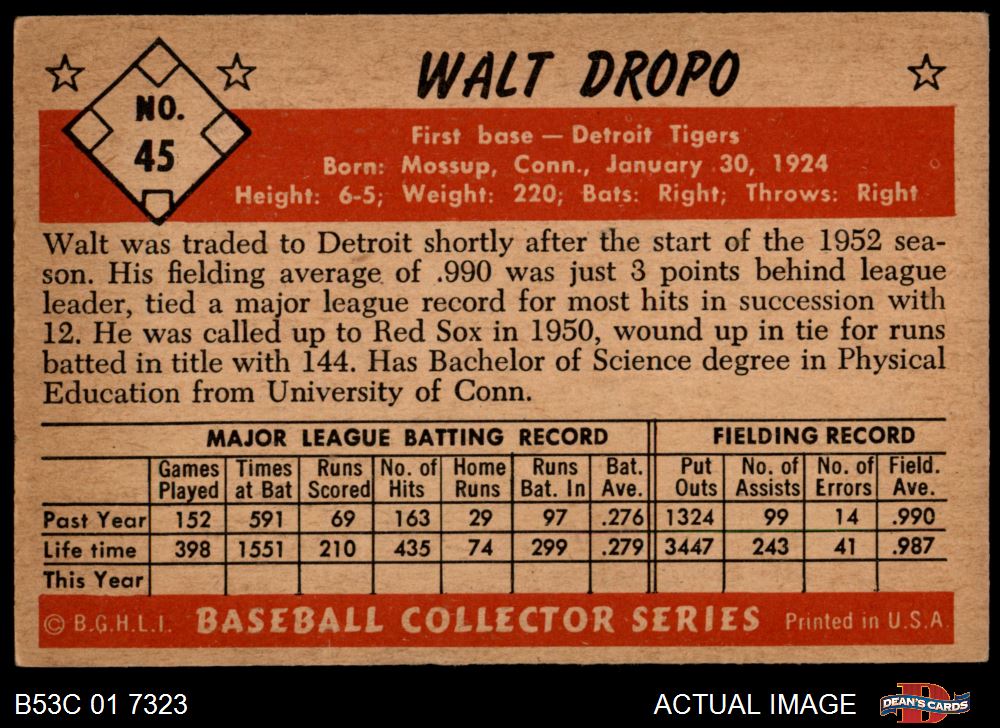 NO.
45
WALT DROPO
First base — Detroit Tigers
Born: Mossup, Conn., January 30, 1924
Height: 6-5; Weight: 220; Bats: Right; Throws: Right
Walt was traded to Detroit shortly after the start of the 1952 sea-
son. His fielding average of .990 was just 3 points behind league
leader, tied a major league record for most hits in succession with
12. He was called up to Red Sox in 1950, wound up in tie for runs
batted in title with 144. Has Bachelor of Science degree in Physical
Education from University of Conn.
MAJOR LEAGUE BATTING RECORD FIELDING RECORD
Games Times Runs No. of Home Runs Bat. Put No. of No. of Field.
Played at Bat Scored Hits Runs Bat. In Ave. Outs Assists Errors Ave.
Past Year 152 591 69 163 29 97 .276 1324 99 14 .990
Life time 398 1551 210 435 74 299 .279 3447 243 41 .987
This Year
© B.G.H.L.I. BASEBALL COLLECTOR SERIES Printed in U.S.A.
B53C 01 7323 ACTUAL IMAGE DEAN'S CARDS